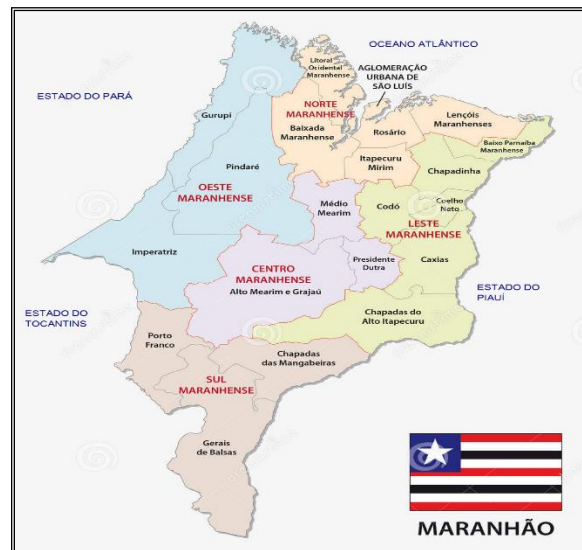 OCEANO ATLÂNTICO
Litoral
Ocidental
Maranhense
AGLOMERAÇÃO
URBANA DE
SÃO LUÍS
ESTADO DO PARÁ
Gurupi
NORTE
MARANHENSE
Lençóis
Maranhenses
Baixada
Maranhense
Rosário
Baixo Parnaíba
Maranhense
Pindaré
Itapecuru
Mirim
Chapadinha
OESTE
MARANHENSE
Médio
Mearim
Codó
Coelho
Neto
LESTE
MARANHENSE
Imperatriz
CENTRO
MARANHENSE
Presidente
Dutra
Caxias
Alto Mearim e Grajaú
ESTADO DO
PIAUÍ
ESTADO DO
TOCANTINS
Chapadas do
Alto Itapecuru
Porto
Franco
Chapadas
das Mangabeiras
SUL
MARANHENSE
Gerais
de Balsas
MARANHÃO